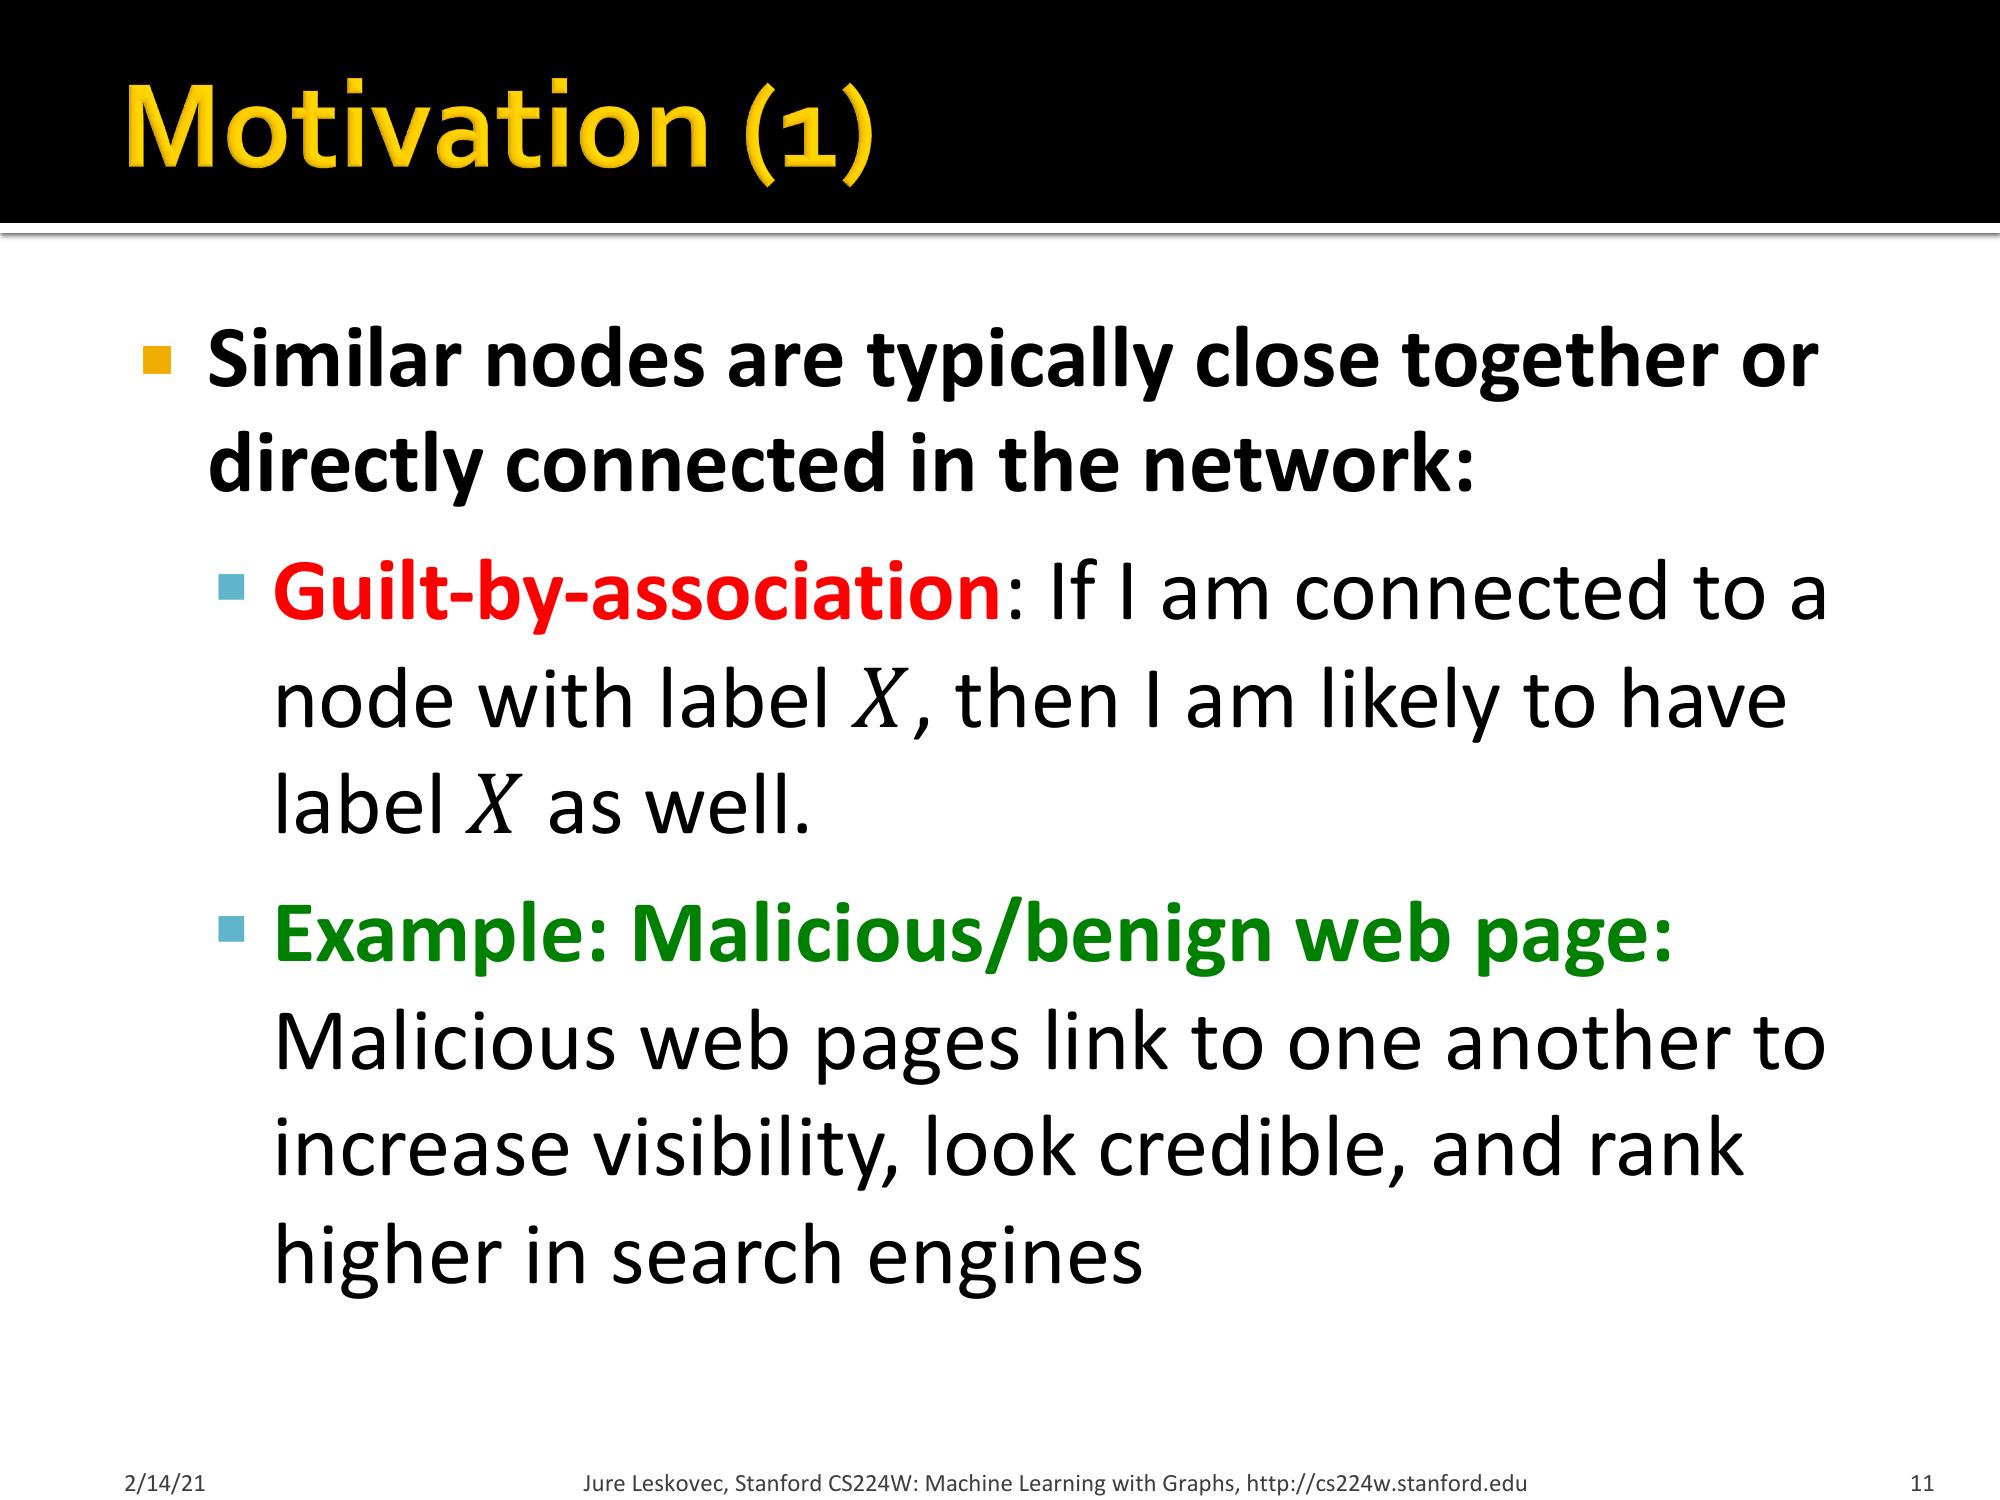 Motivation (1)
Similar nodes are typically close together or
directly connected in the network:
Guilt-by-association: If I am connected to a
node with label X, then I am likely to have
label X as well.
Example: Malicious/benign web page:
Malicious web pages link to one another to
increase visibility, look credible, and rank
higher in search engines
2/14/21
Jure Leskovec, Stanford CS224W: Machine Learning with Graphs, http://cs224w.stanford.edu
11